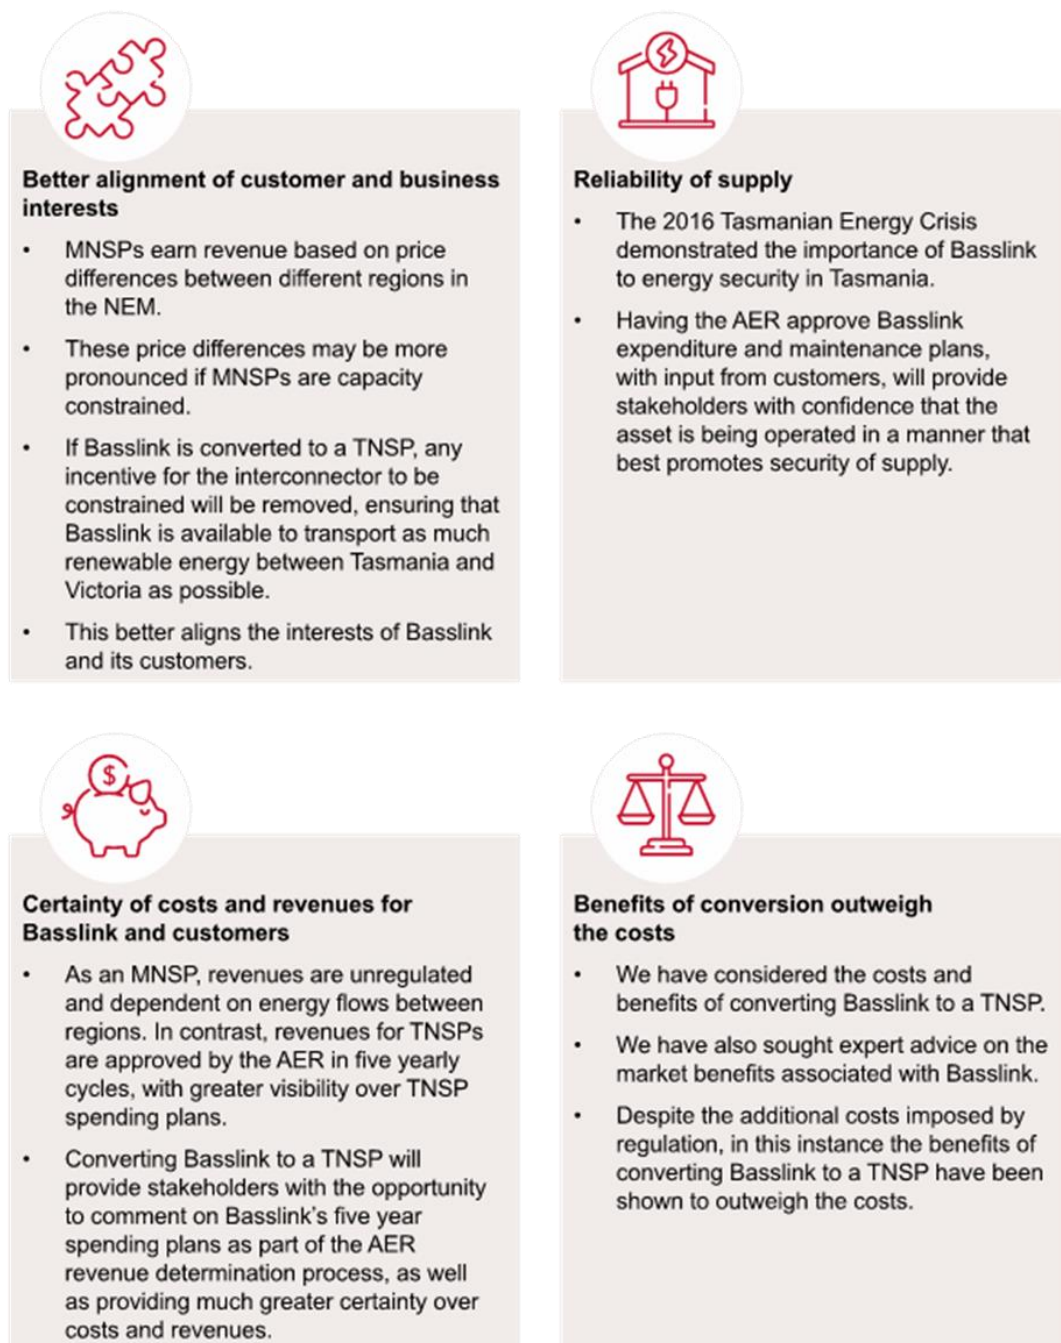 Better alignment of customer and business
interests
• MNSPs earn revenue based on price
differences between different regions in
the NEM.
• These price differences may be more
pronounced if MNSPs are capacity
constrained.
• If Basslink is converted to a TNSP, any
incentive for the interconnector to be
constrained will be removed, ensuring that
Basslink is available to transport as much
renewable energy between Tasmania and
Victoria as possible.
• This better aligns the interests of Basslink
and its customers.
Reliability of supply
• The 2016 Tasmanian Energy Crisis
demonstrated the importance of Basslink
to energy security in Tasmania.
• Having the AER approve Basslink
expenditure and maintenance plans,
with input from customers, will provide
stakeholders with confidence that the
asset is being operated in a manner that
best promotes security of supply.
$
Certainty of costs and revenues for
Basslink and customers
• As an MNSP, revenues are unregulated
and dependent on energy flows between
regions. In contrast, revenues for TNSPs
are approved by the AER in five yearly
cycles, with greater visibility over TNSP
spending plans.
• Converting Basslink to a TNSP will
provide stakeholders with the opportunity
to comment on Basslink's five year
spending plans as part of the AER
revenue determination process, as well
as providing much greater certainty over
costs and revenues.
Benefits of conversion outweigh
the costs
• We have considered the costs and
benefits of converting Basslink to a TNSP.
• We have also sought expert advice on the
market benefits associated with Basslink.
• Despite the additional costs imposed by
regulation, in this instance the benefits of
converting Basslink to a TNSP have been
shown to outweigh the costs.